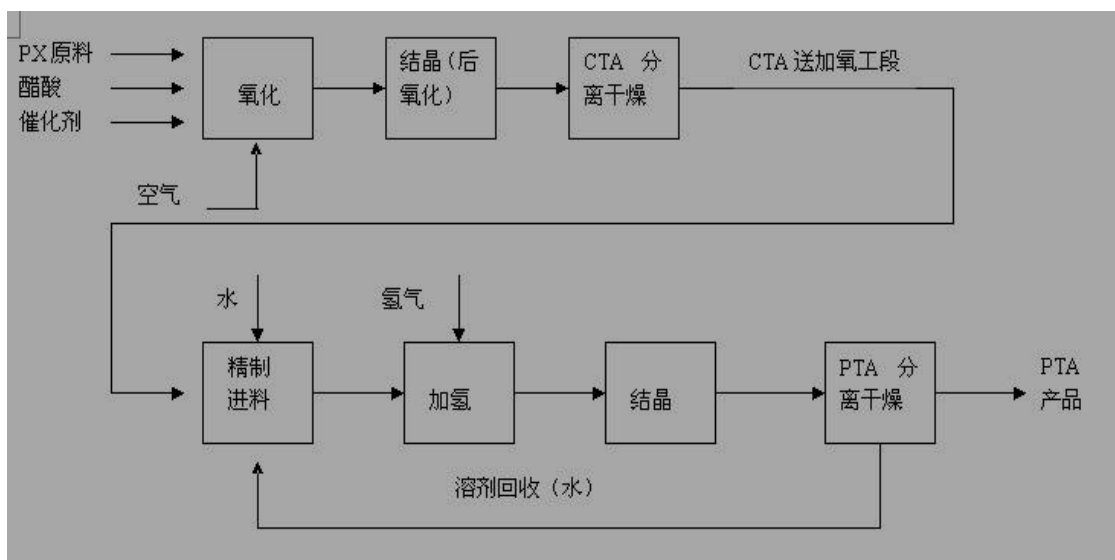 PX原料
醋酸
催化剂
空气
氧化
结晶(后
氧化)
CTA 分
离干燥
CTA 送加氧工段
水
氢气
精制
进料
加氢
结晶
PTA 分
离干燥
PTA
产品
溶剂回收（水）